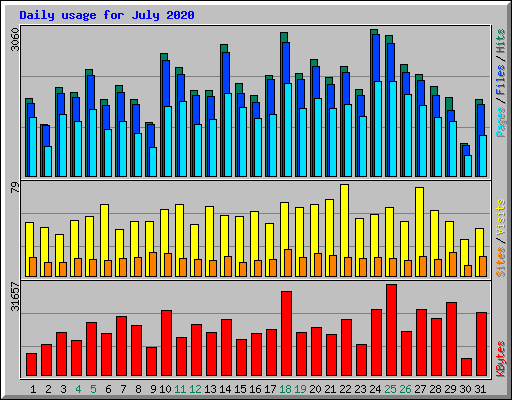 Daily usage for July 2020
3060
Pages / Files / Hits
79
Sites / Visits
31657
KBytes
1 2 3 4 5 6 7 8 9 10 11 12 13 14 15 16 17 18 19 20 21 22 23 24 25 26 27 28 29 30 31